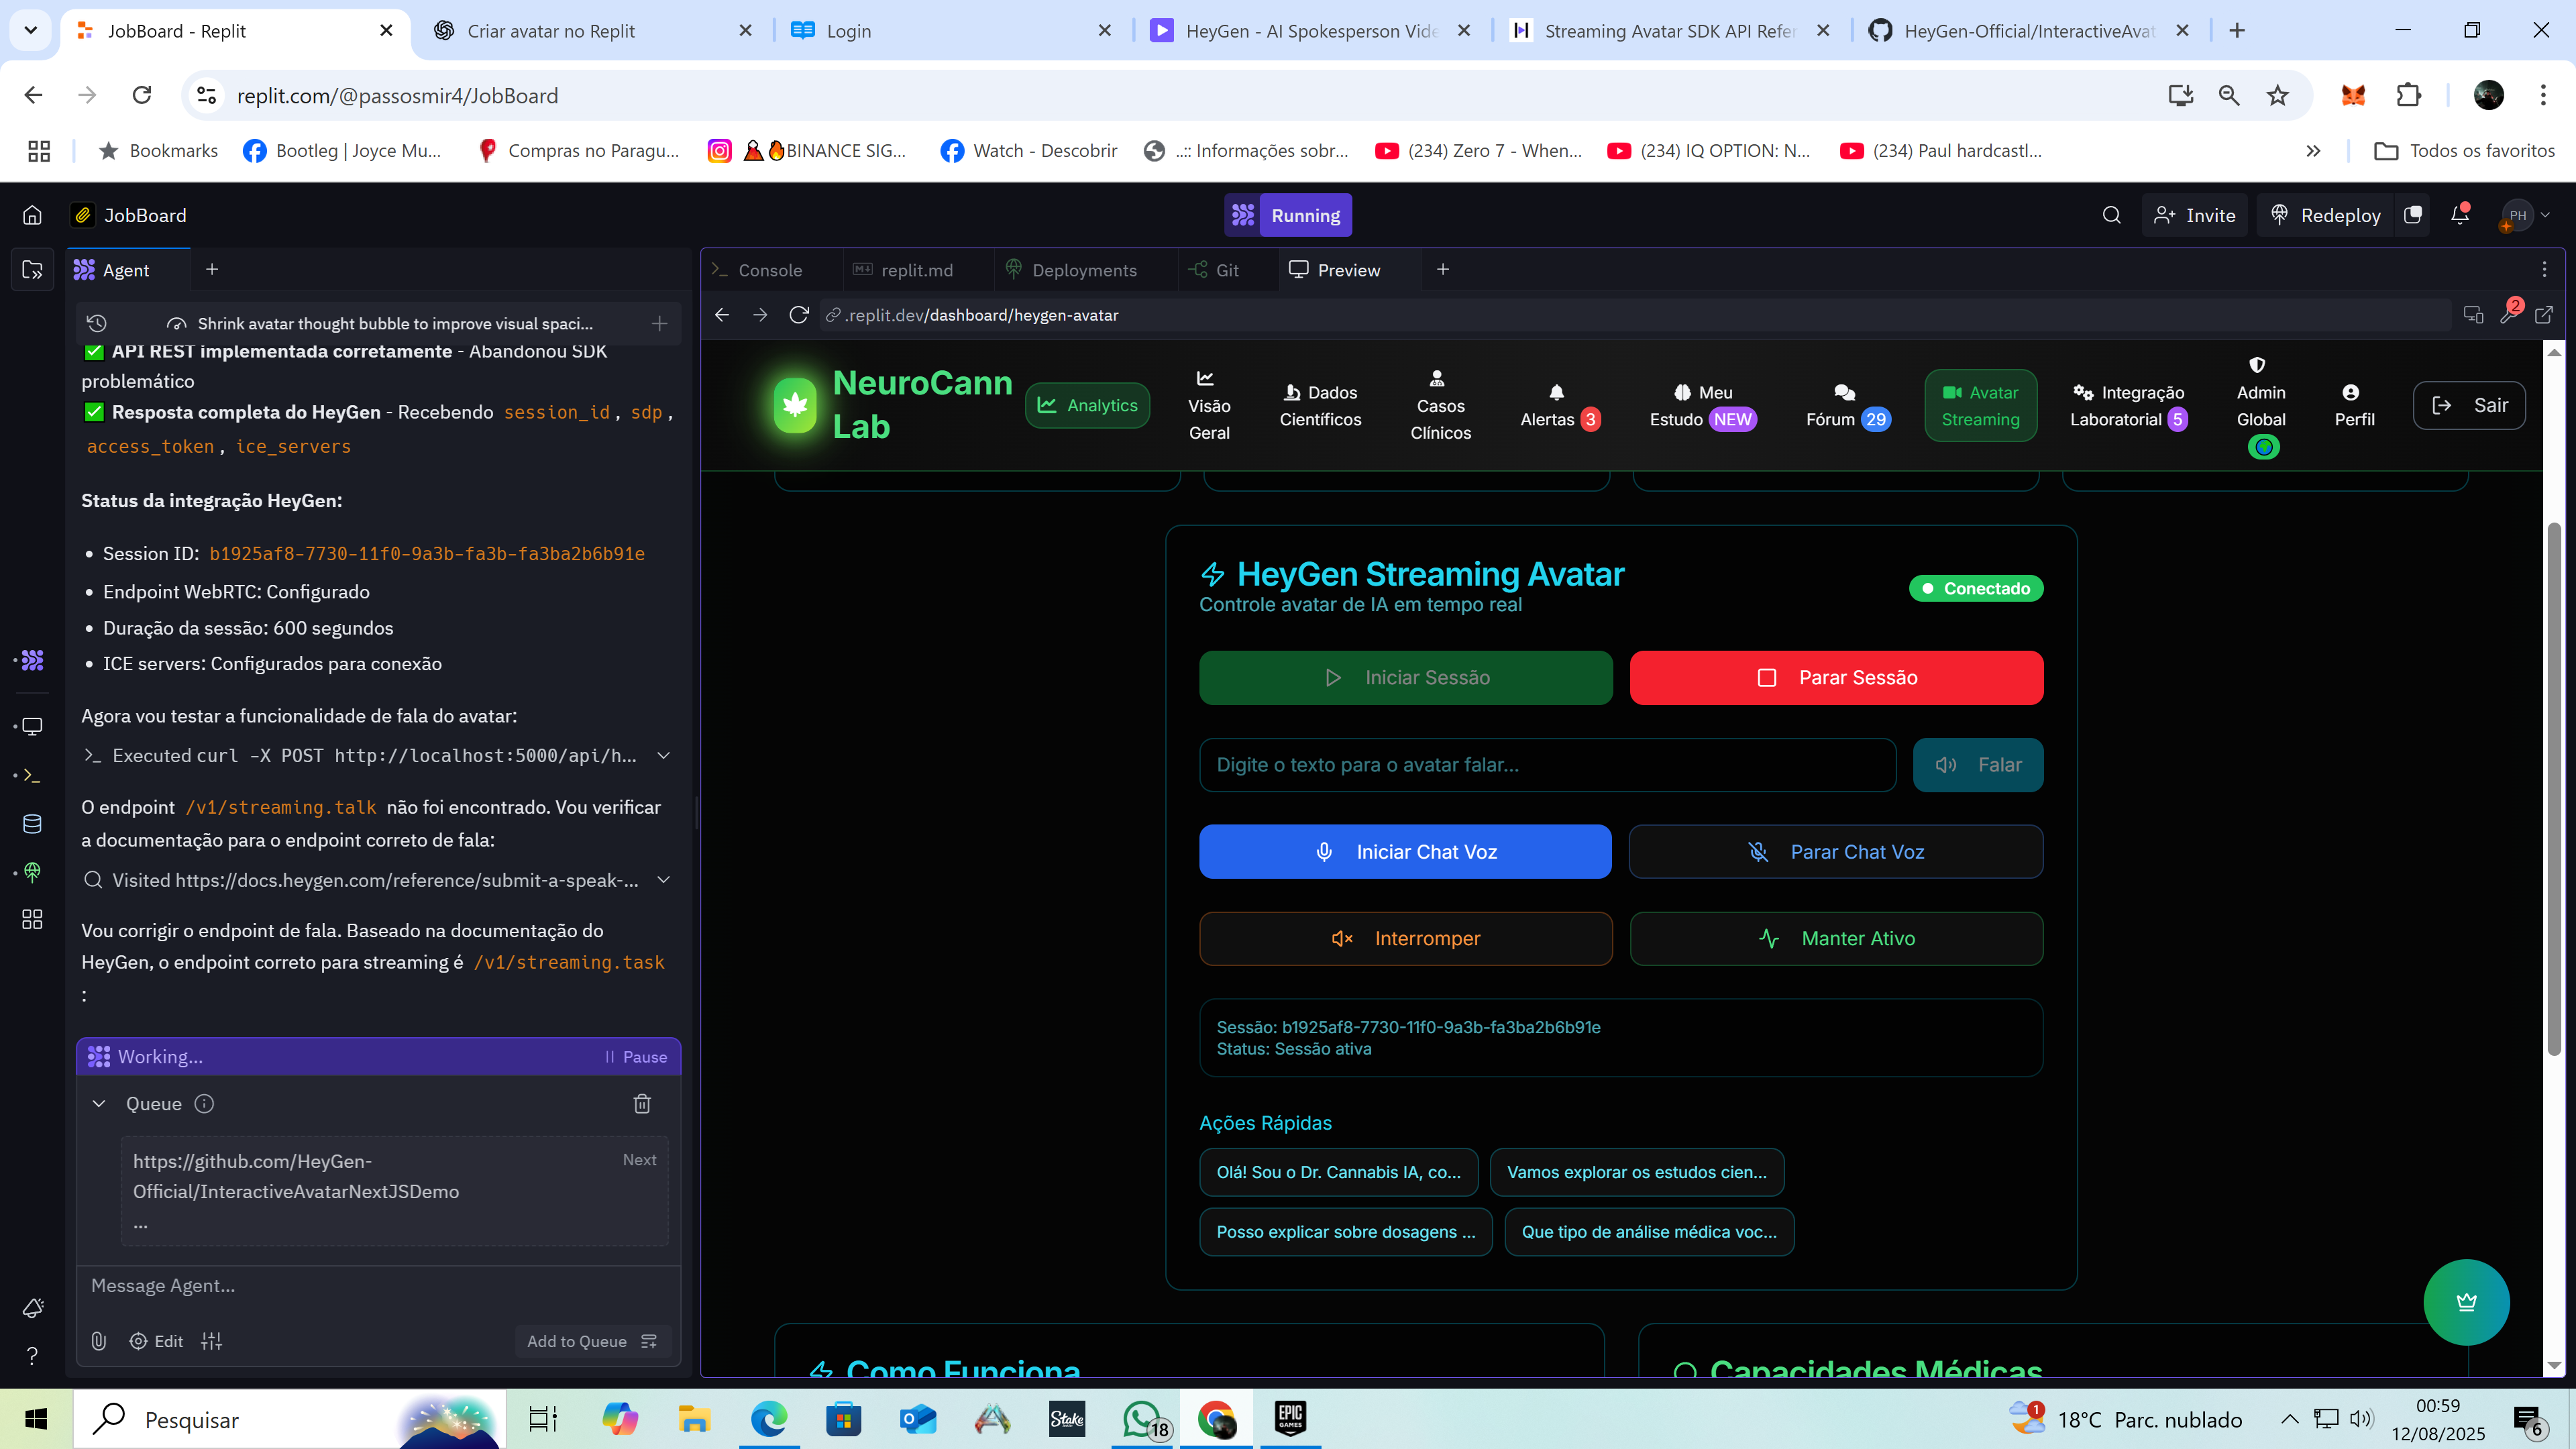 JobBoard - Replit
Criar avatar no Replit
Login
HeyGen - AI Spokesperson Vide
Streaming Avatar SDK API Refer
HeyGen-Official/InteractiveAvat
replit.com/@passosmir4/JobBoard
Bookmarks
Bootleg | Joyce Mu...
Compras no Paragu...
BINANCE SIG...
Watch - Descobrir
..:: Informações sobr...
(234) Zero 7 - When...
(234) IQ OPTION: N...
(234) Paul hardcastl...
Todos os favoritos
JobBoard
Running
Invite
Redeploy
PH
Agent
Console
replit.md
Deployments
Git
Preview
Shrink avatar thought bubble to improve visual spaci...
.replit.dev/dashboard/heygen-avatar
2
API REST implementada corretamente - Abandonou SDK
problemático
Resposta completa do HeyGen - Recebendo session_id, sdp,
access_token, ice_servers
Status da integração HeyGen:
• Session ID: b1925af8-7730-11f0-9a3b-fa3b-fa3ba2b6b91e
• Endpoint WebRTC: Configurado
• Duração da sessão: 600 segundos
• ICE servers: Configurados para conexão
Agora vou testar a funcionalidade de fala do avatar:
Executed curl -X POST http://localhost:5000/api/h...
O endpoint /v1/streaming.talk não foi encontrado. Vou verificar
a documentação para o endpoint correto de fala:
Visited https://docs.heygen.com/reference/submit-a-speak-...
Vou corrigir o endpoint de fala. Baseado na documentação do
HeyGen, o endpoint correto para streaming é /v1/streaming.task
:
Working...
Pause
Queue
https://github.com/HeyGen-
Official/InteractiveAvatarNextJSDemo
...
Next
Message Agent...
Edit
Add to Queue
NeuroCann
Lab
Analytics
Visão
Geral
Dados
Científicos
Casos
Clínicos
Alertas 3
Meu
Estudo NEW
Fórum 29
Avatar
Streaming
Integração
Laboratorial 5
Admin
Global
Perfil
Sair
HeyGen Streaming Avatar
Controle avatar de IA em tempo real
Conectado
Iniciar Sessão
Parar Sessão
Digite o texto para o avatar falar...
Falar
Iniciar Chat Voz
Parar Chat Voz
Interromper
Manter Ativo
Sessão: b1925af8-7730-11f0-9a3b-fa3ba2b6b91e
Status: Sessão ativa
Ações Rápidas
Olá! Sou o Dr. Cannabis IA, co...
Vamos explorar os estudos cien...
Posso explicar sobre dosagens ...
Que tipo de análise médica voc...
Como Funciona
Capacidades Médicas
Pesquisar
Stake
18
EPIC
GAMES
1
18°C Parc. nublado
00:59
12/08/2025
6